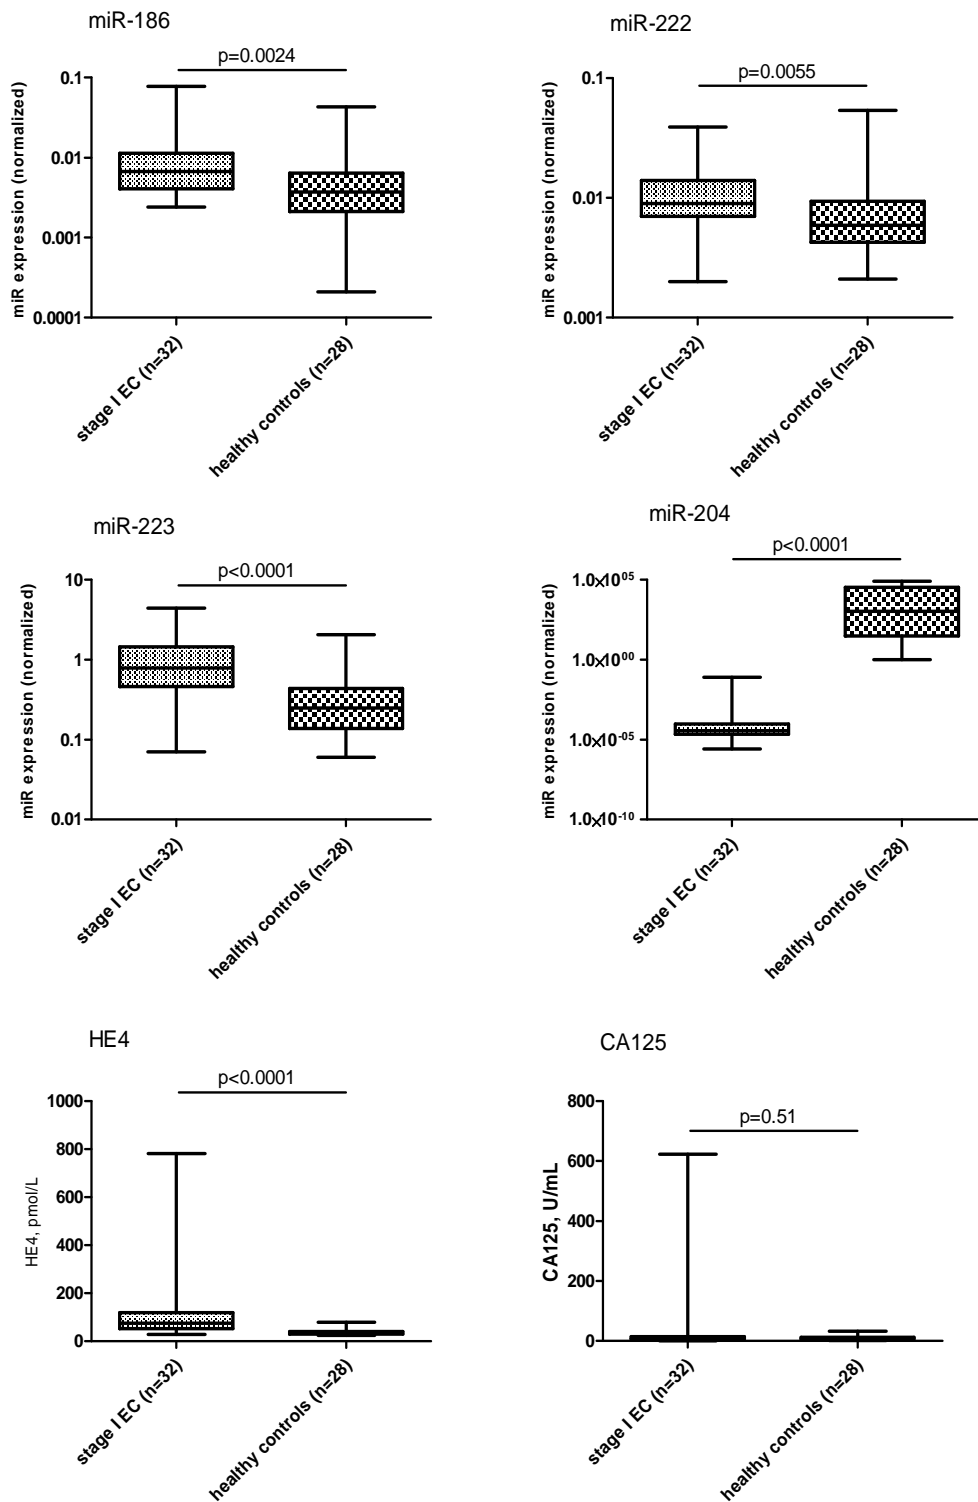 miR-186
p=0.0024
miR expression (normalized)
0.1
0.01
0.001
0.0001
stage I EC (n=32)
healthy controls (n=28)
miR-222
p=0.0055
miR expression (normalized)
0.1
0.01
0.001
stage I EC (n=32)
healthy controls (n=28)
miR-223
p<0.0001
miR expression (normalized)
10
1
0.1
0.01
stage I EC (n=32)
healthy controls (n=28)
miR-204
p<0.0001
miR expression (normalized)
1.0×10⁰⁵
1.0×10⁰⁰
1.0×10⁻⁰⁵
1.0×10⁻¹⁰
stage I EC (n=32)
healthy controls (n=28)
HE4
p<0.0001
HE4, pmol/L
1000
800
600
400
200
0
stage I EC (n=32)
healthy controls (n=28)
CA125
p=0.51
CA125, U/mL
800
600
400
200
0
stage I EC (n=32)
healthy controls (n=28)